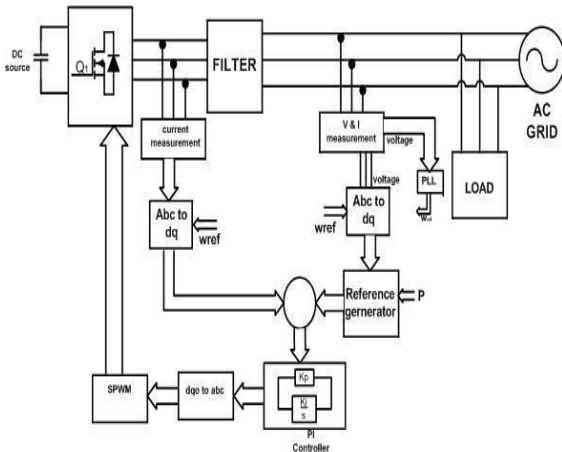 DC
source
Q1
FILTER
AC
GRID
current
measurement
V & I
measurement
voltage
voltage
PLL
LOAD
Abc to
dq
wref
wref
Abc to
dq
Reference
gernerator
P
SPWM
dqo to abc
Kp
Ki
s
PI
Controller